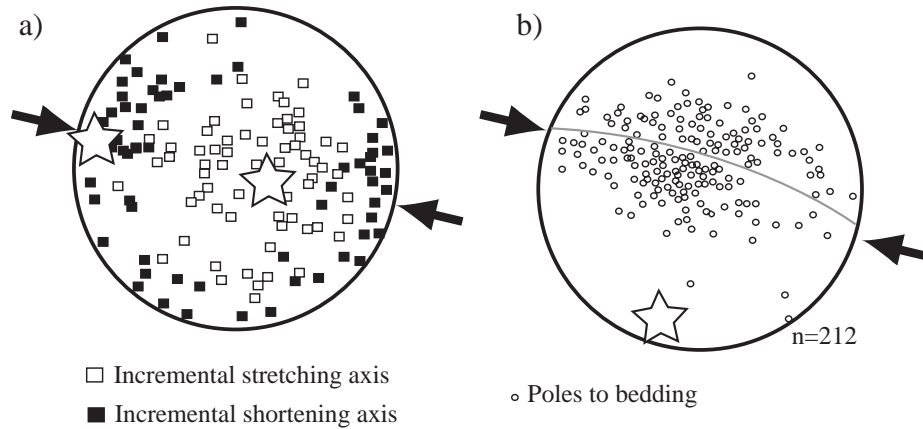 a)
b)
n=212
□ Incremental stretching axis
■ Incremental shortening axis
○ Poles to bedding